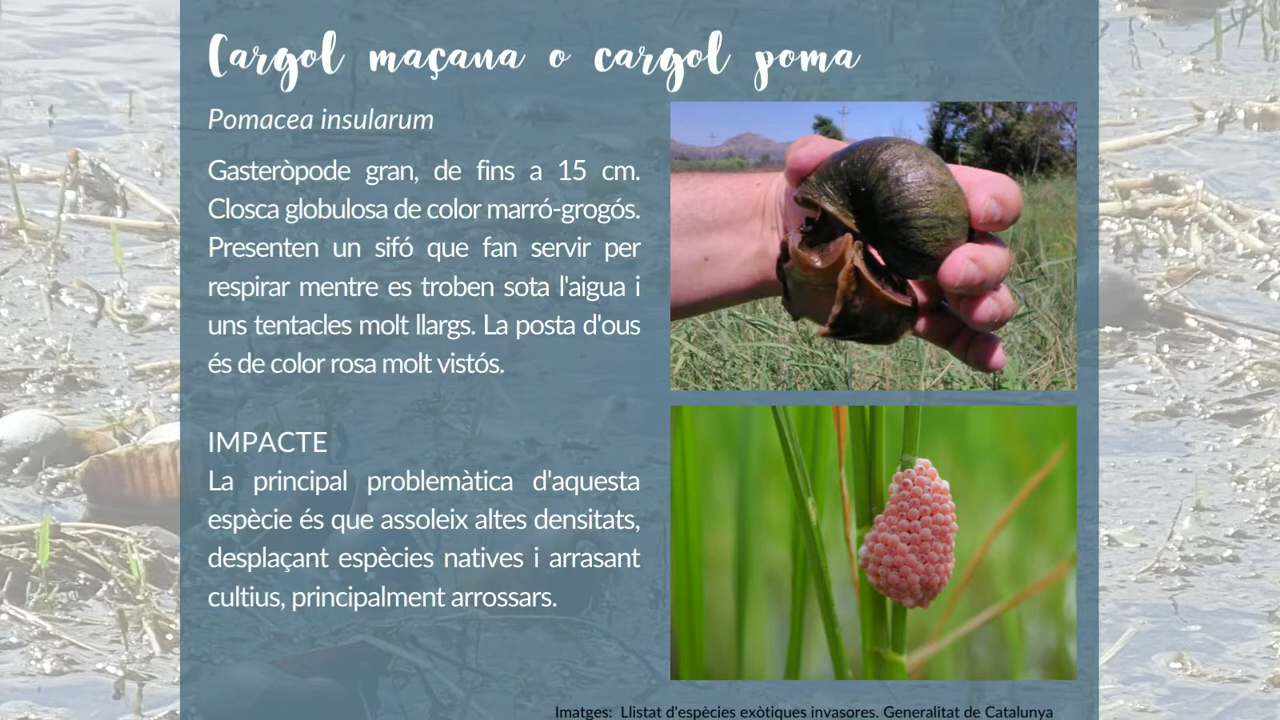 Cargol maçana o cargol poma
Pomacea insularum
Gasteròpode gran, de fins a 15 cm.
Closca globulosa de color marró-grogós.
Presenten un sifó que fan servir per
respirar mentre es troben sota l'aigua i
uns tentacles molt llargs. La posta d'ous
és de color rosa molt vistós.
IMPACTE
La principal problemàtica d'aquesta
espècie és que assoleix altes densitats,
desplaçant espècies natives i arrasant
cultius, principalment arrossars.
Imatges: Llistat d'espècies exòtiques invasores. Generalitat de Catalunya